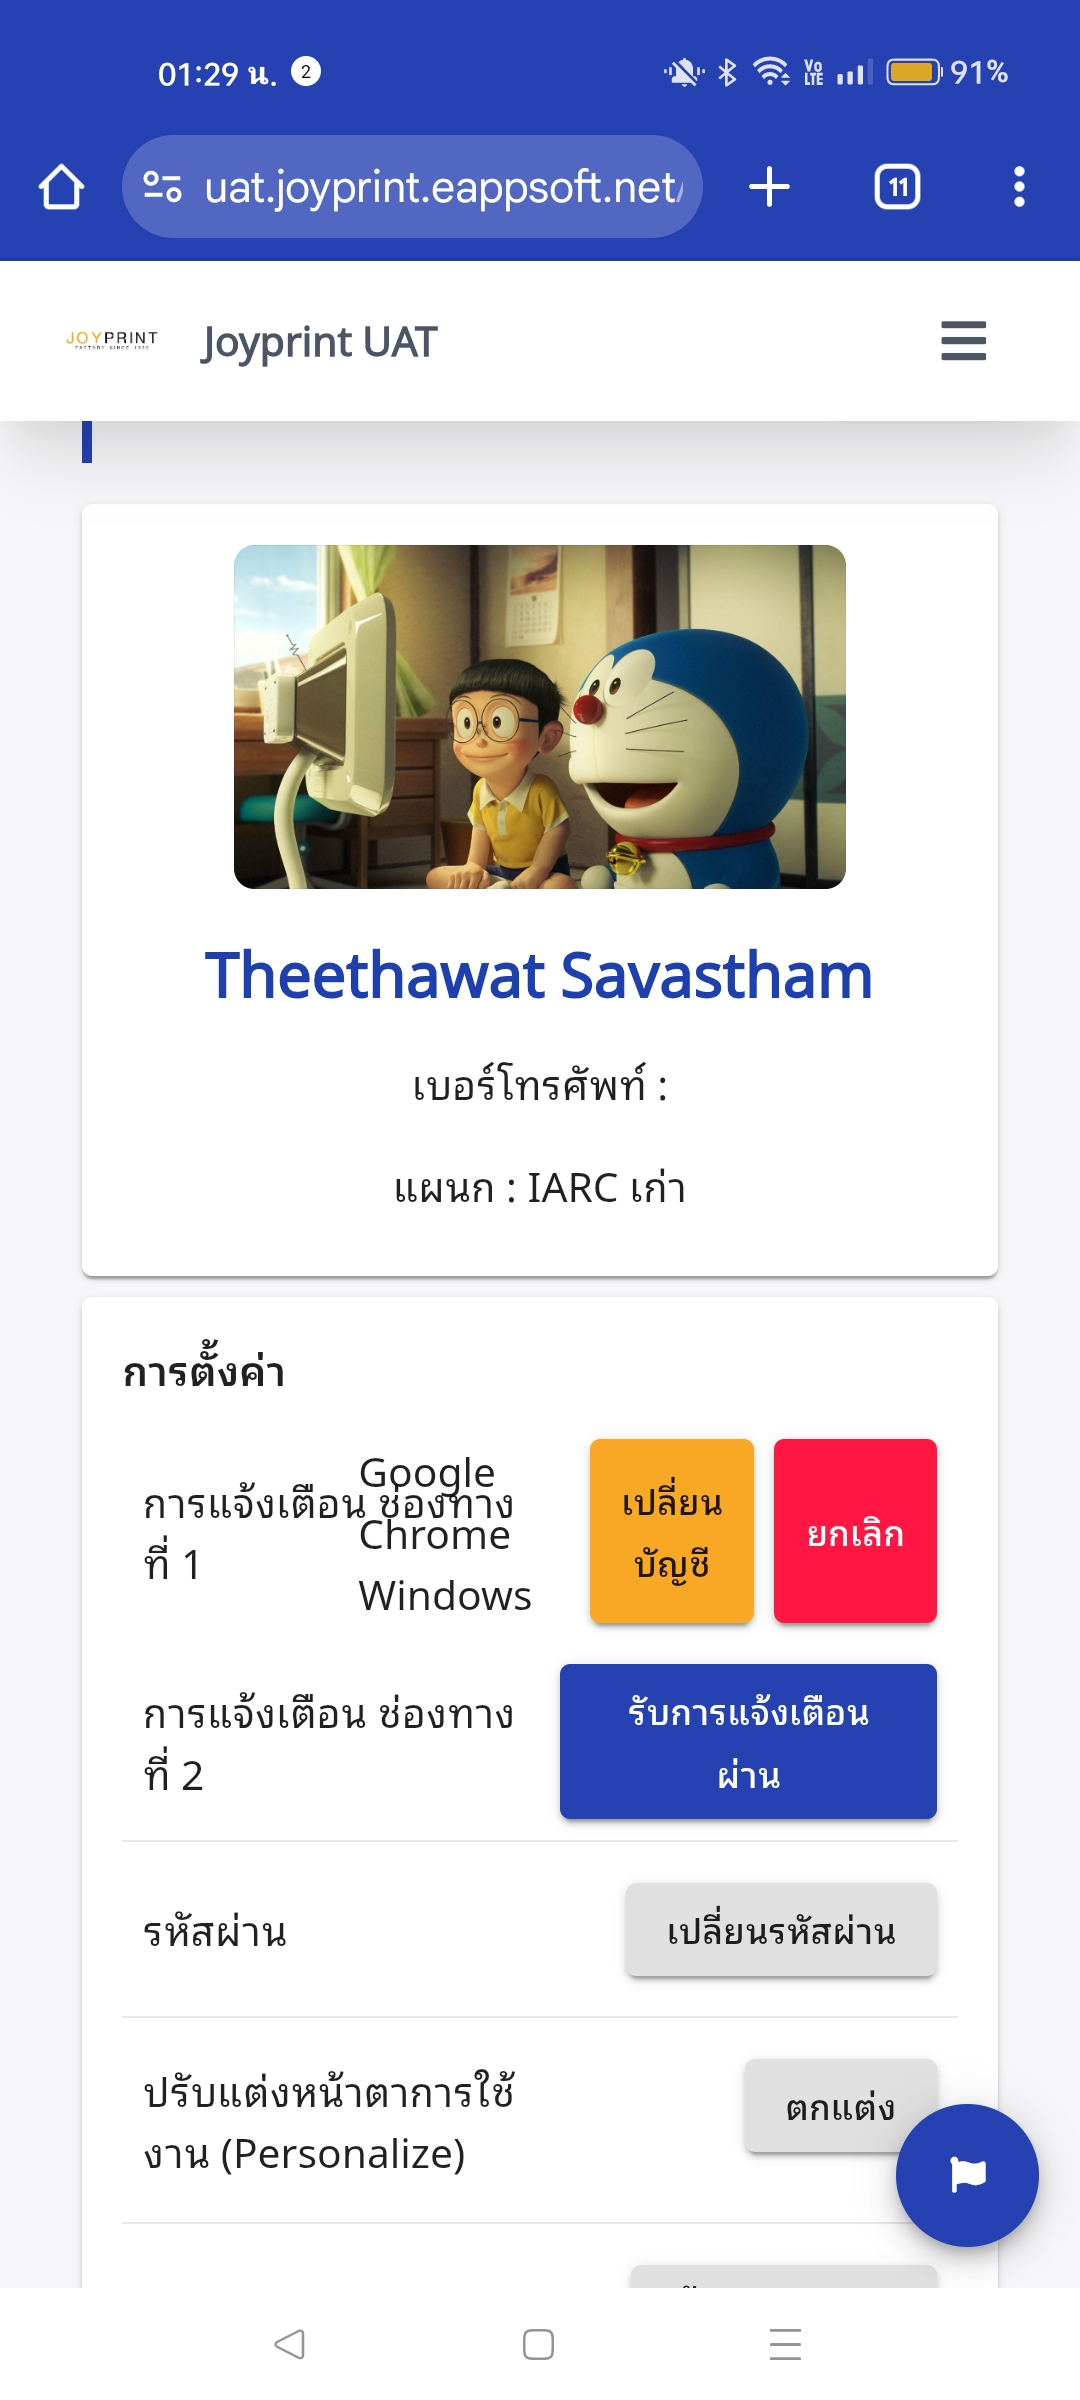 01:29 น. 2 Vo LTE 91%
uat.joyprint.eappsoft.net/ 11
JOYPRINT Joyprint UAT
FACTORY SINCE 1999
Theethawat Savastham
เบอร์โทรศัพท์ :
แผนก : IARC เก่า
การตั้งค่า
การแจ้งเตือน ช่องทาง
ที่ 1
Google
Chrome
Windows
เปลี่ยน
บัญชี
ยกเลิก
การแจ้งเตือน ช่องทาง
ที่ 2
รับการแจ้งเตือน
ผ่าน
รหัสผ่าน
เปลี่ยนรหัสผ่าน
ปรับแต่งหน้าตาการใช้
งาน (Personalize)
ตกแต่ง